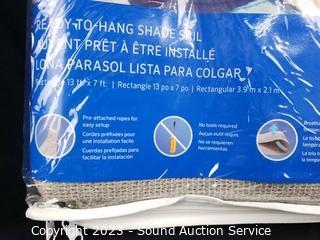 READY-TO-HANG SHADE SAIL
AUVENT PRÊT À ÊTRE INSTALLÉ
LONA PARASOL LISTA PARA COLGAR
Rectangle 13 ft x 7 ft. | Rectangle 13 po x 7 po | Rectangular 3.9 m x 2.1 m
Pre-attached ropes for
easy setup
Cordes préfixées pour
une installation facile
Cuerdas prefijadas para
facilitar la instalación
No tools required
Aucun outil requis
No se requieren
herramientas
Copyright 2023 - Sound Auction Service